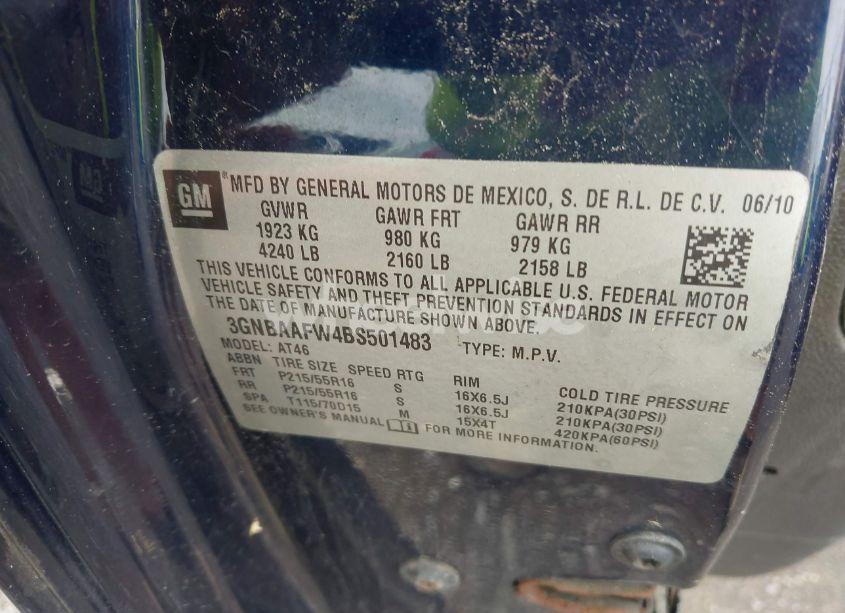 GM ® MFD BY GENERAL MOTORS DE MEXICO, S. DE R.L. DE C.V. 06/10
GVWR GAWR FRT GAWR RR
1923 KG 980 KG 979 KG
4240 LB 2160 LB 2158 LB
THIS VEHICLE CONFORMS TO ALL APPLICABLE U.S. FEDERAL MOTOR
VEHICLE SAFETY AND THEFT PREVENTION STANDARDS IN EFFECT ON
THE DATE OF MANUFACTURE SHOWN ABOVE.
3GNBAAFW4BS501483 TYPE: M.P.V.
MODEL: AT46
ABBN TIRE SIZE SPEED RTG RIM COLD TIRE PRESSURE
FRT P215/55R16 S 16X6.5J 210KPA(30PSI)
RR P215/55R16 S 16X6.5J 210KPA(30PSI)
SPA T115/70D15 M 15X4T 420KPA(60PSI)
SEE OWNER'S MANUAL FOR MORE INFORMATION.